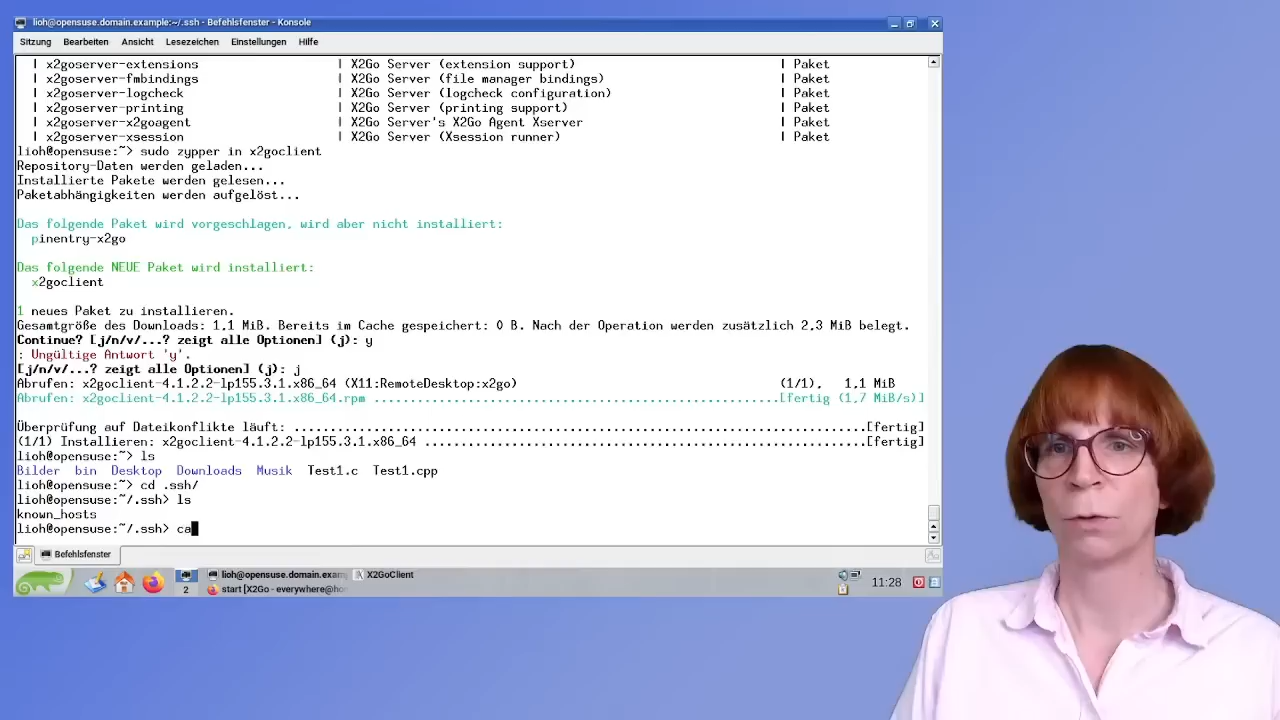 lioh@opensuse.domain.example:~/.ssh - Befehlsfenster - Konsole
Sitzung Bearbeiten Ansicht Lesezeichen Einstellungen Hilfe
| x2goserver-extensions | X2Go Server (extension support) | Paket
| x2goserver-fmbindings | X2Go Server (file manager bindings) | Paket
| x2goserver-logcheck | X2Go Server (logcheck configuration) | Paket
| x2goserver-printing | X2Go Server (printing support) | Paket
| x2goserver-x2goagent | X2Go Server's X2Go Agent Xserver | Paket
| x2goserver-xsession | X2Go Server (Xsession runner) | Paket
lioh@opensuse:~> sudo zypper in x2goclient
Repository-Daten werden geladen...
Installierte Pakete werden gelesen...
Paketabhängigkeiten werden aufgelöst...
Das folgende Paket wird vorgeschlagen, wird aber nicht installiert:
pinentry-x2go
Das folgende NEUE Paket wird installiert:
x2goclient
1 neues Paket zu installieren.
Gesamtgröße des Downloads: 1,1 MiB. Bereits im Cache gespeichert: 0 B. Nach der Operation werden zusätzlich 2,3 MiB belegt.
Continue? [j/n/v/...? zeigt alle Optionen] (j): y
: Ungültige Antwort 'y'.
[j/n/v/...? zeigt alle Optionen] (j): j
Abrufen: x2goclient-4.1.2.2-lp155.3.1.x86_64 (X11:RemoteDesktop:x2go) (1/1), 1,1 MiB
Abrufen: x2goclient-4.1.2.2-lp155.3.1.x86_64.rpm ..................................................[fertig (1,7 MiB/s)]
Überprüfung auf Dateikonflikte läuft: ......................................................................[fertig]
(1/1) Installieren: x2goclient-4.1.2.2-lp155.3.1.x86_64 .......................................................[fertig]
lioh@opensuse:~> ls
Bilder bin Desktop Downloads Musik Test1.c Test1.cpp
lioh@opensuse:~> cd .ssh/
lioh@opensuse:~/.ssh> ls
known_hosts
lioh@opensuse:~/.ssh> ca
Befehlsfenster
2
lioh@opensuse.domain.examp
X2GoClient
start [X2Go - everywhere@ho
11:28